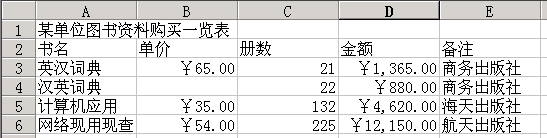 A B C D E
1 某单位图书资料购买一览表
2 书名 单价 册数 金额 备注
3 英汉词典 ￥65.00 21 ￥1,365.00 商务出版社
4 汉英词典 22 ￥880.00 商务出版社
5 计算机应用 ￥35.00 132 ￥4,620.00 海天出版社
6 网络现用现查 ￥54.00 225 ￥12,150.00 航天出版社